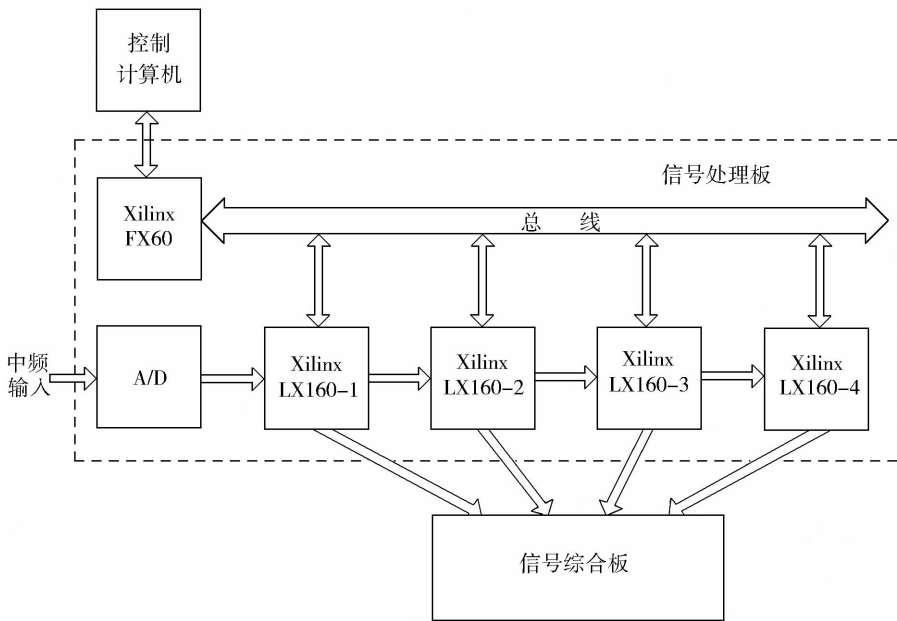 控制
计算机
信号处理板
Xilinx
FX60
总 线
中频
输入
A/D
Xilinx
LX160-1
Xilinx
LX160-2
Xilinx
LX160-3
Xilinx
LX160-4
信号综合板